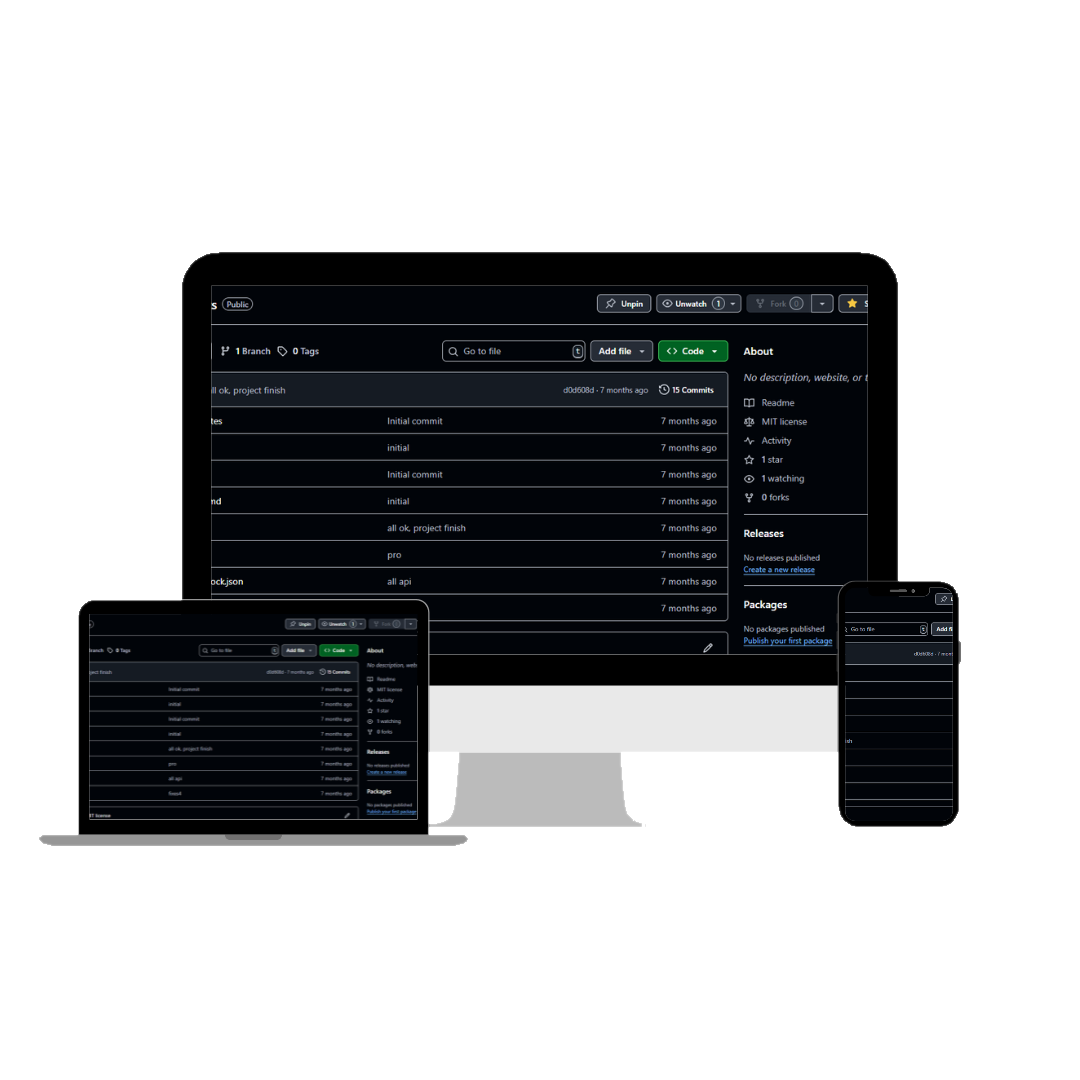 s Public Unpin Unwatch 1 Fork 0 S
1 Branch 0 Tags Go to file t Add file Code About
ll ok, project finish d0d608d · 7 months ago 15 Commits
No description, website, or t
tes Initial commit 7 months ago
Readme
MIT license
initial 7 months ago
Activity
Initial commit 7 months ago
1 star
1 watching
md initial 7 months ago
0 forks
all ok, project finish 7 months ago
Releases
pro 7 months ago
No releases published
Create a new release
ock.json all api 7 months ago
7 months ago
Packages
No packages published
Publish your first package
Unpin Unwatch 1 Fork 0
ranch 0 Tags Go to file t Add file Code About
ject finish d0d608d · 7 months ago 15 Commits
No description, web
Readme
Initial commit 7 months ago
MIT license
Activity
initial 7 months ago
1 star
Initial commit 7 months ago
1 watching
0 forks
initial 7 months ago
all ok, project finish 7 months ago
Releases
pro 7 months ago
No releases published
Create a new release
all api 7 months ago
7 months ago
Packages
No packages published
Publish your first package
IT license
Go to file t Add fi
d0d608d · 7 mont
ish